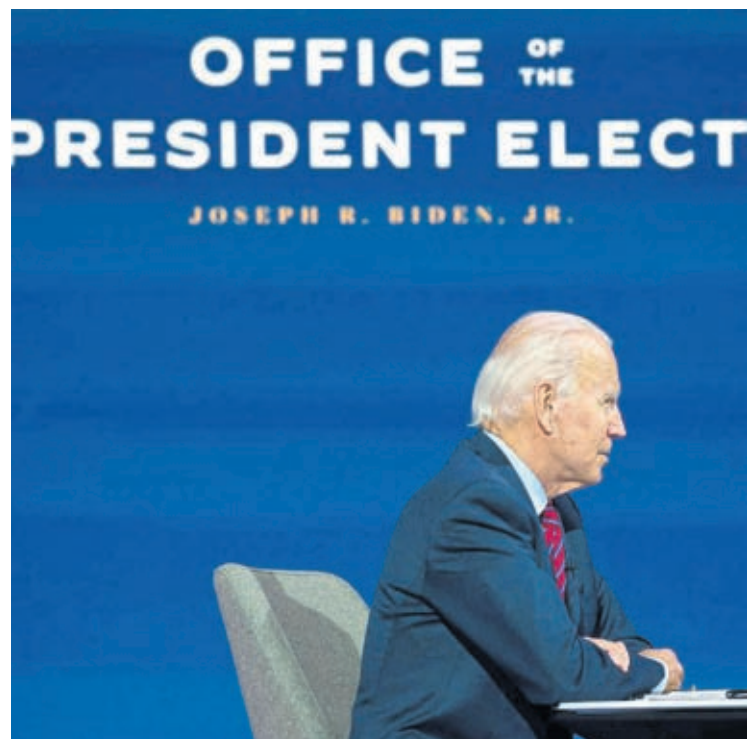 OFFICE OF THE
PRESIDENT ELECT
JOSEPH R. BIDEN, JR.